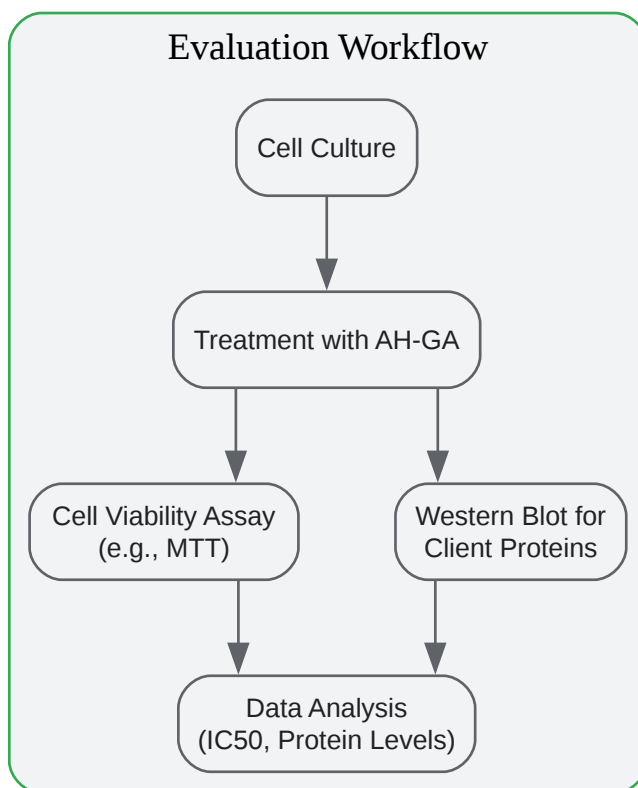 Evaluation Workflow
Cell Culture
Treatment with AH-GA
Cell Viability Assay
(e.g., MTT)
Western Blot for
Client Proteins
Data Analysis
(IC50, Protein Levels)